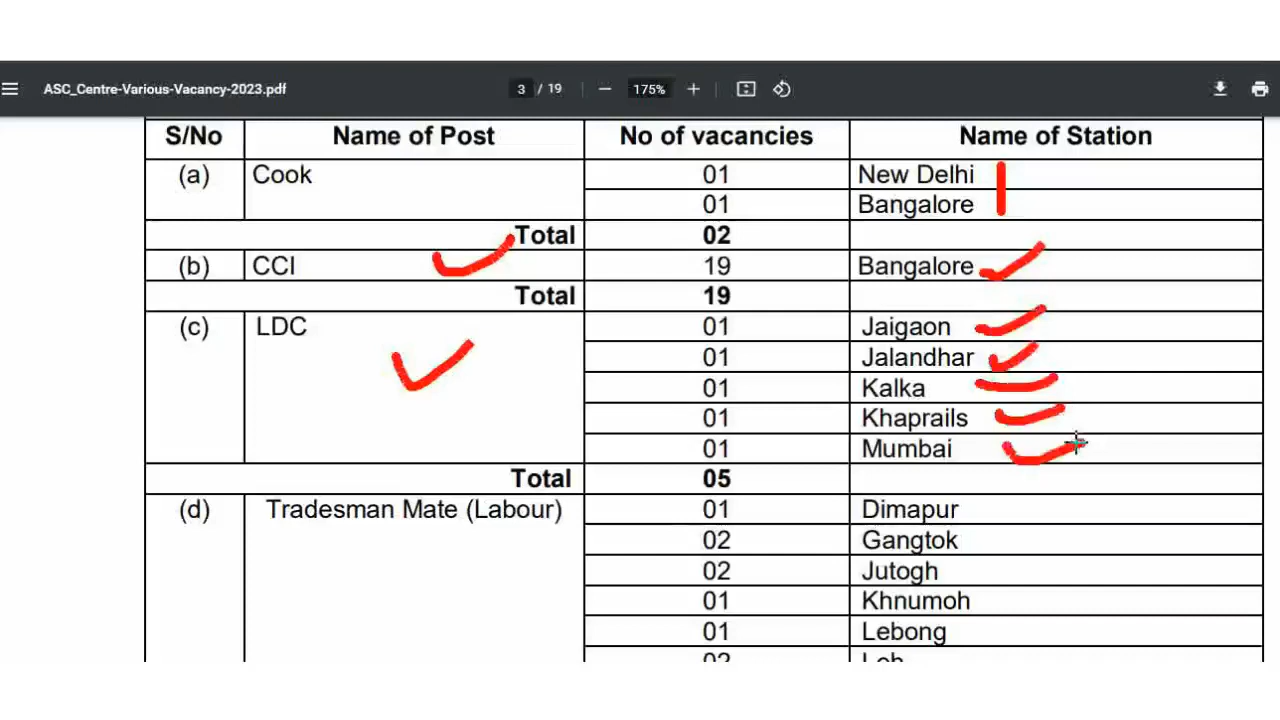 ASC_Centre-Various-Vacancy-2023.pdf 3 / 19 175%
S/No Name of Post No of vacancies Name of Station
(a) Cook 01 New Delhi
01 Bangalore
Total 02
(b) CCI 19 Bangalore
Total 19
(c) LDC 01 Jaigaon
01 Jalandhar
01 Kalka
01 Khaprails
01 Mumbai
Total 05
(d) Tradesman Mate (Labour) 01 Dimapur
02 Gangtok
02 Jutogh
01 Khnumoh
01 Lebong
02 Leh